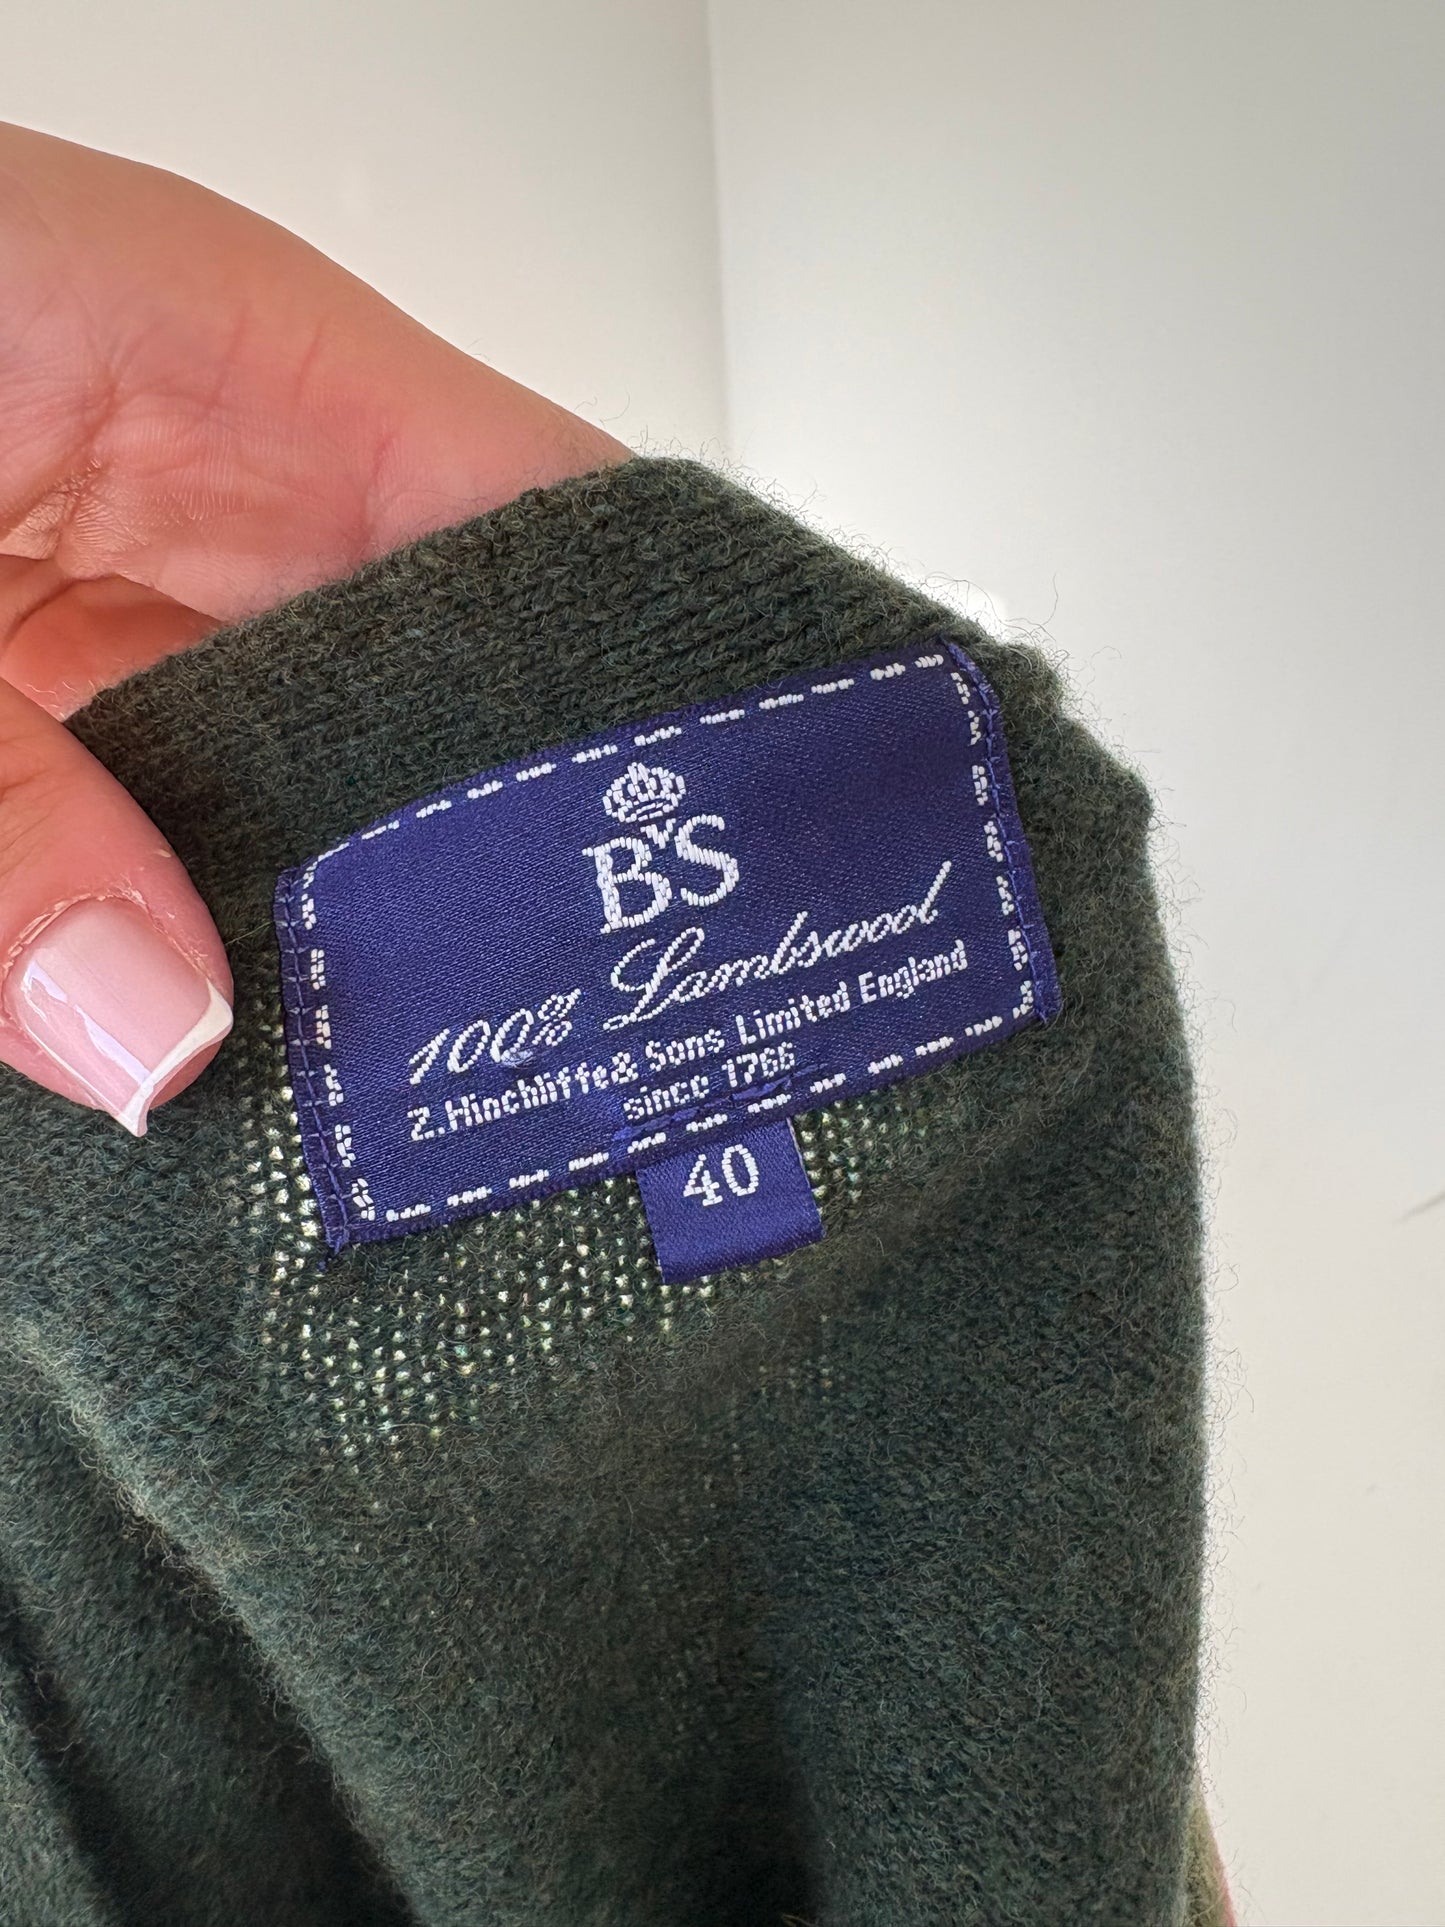 B'S
100% Lambswool
Z.Hinchliffe& Sons Limited England
since 1766
40